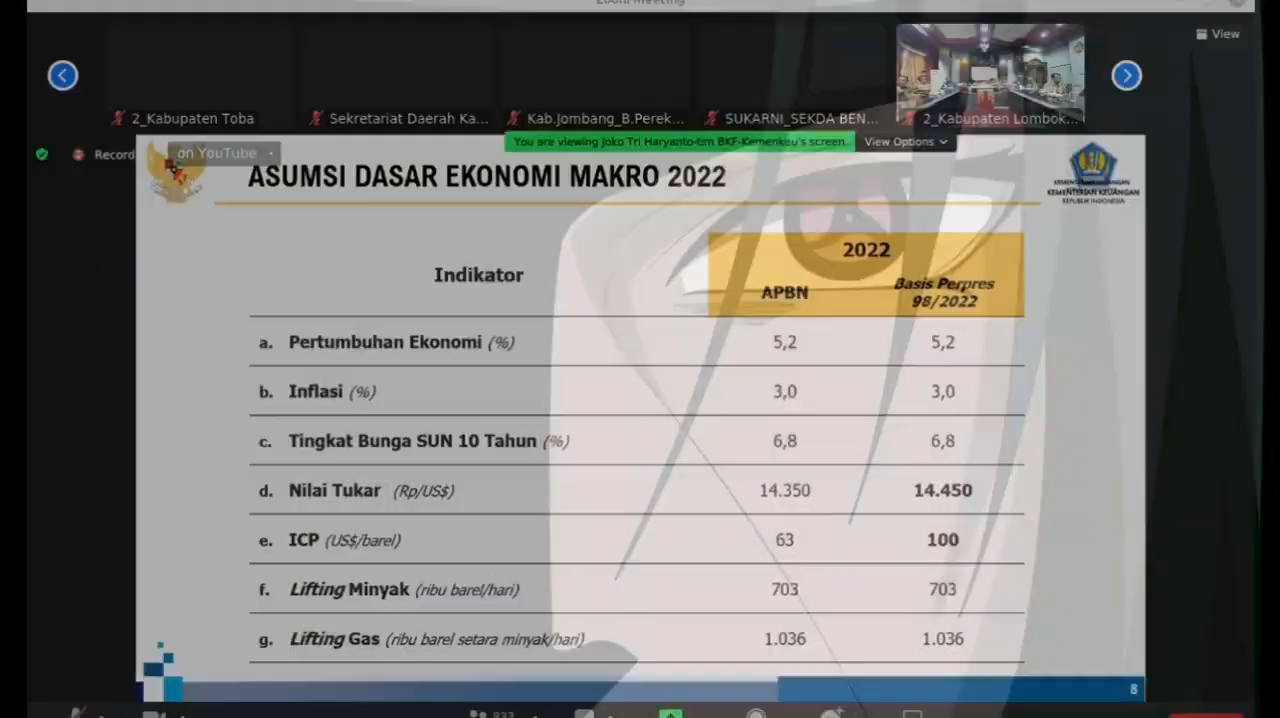 Zoom Meeting
View
2_Kabupaten Toba
Sekretariat Daerah Ka...
Kab.Jombang_B.Perek...
SUKARNI_SEKDA BEN...
2_Kabupaten Lombok...
You are viewing Joko Tri Haryanto-tim BKF-Kemenkeu's screen
View Options
Record
on YouTube
ASUMSI DASAR EKONOMI MAKRO 2022
KEMENTERIAN KEUANGAN
KEMENTERIAN KEUANGAN
REPUBLIK INDONESIA
Indikator
2022
APBN
Basis Perpres
98/2022
a. Pertumbuhan Ekonomi (%) 5,2 5,2
b. Inflasi (%) 3,0 3,0
c. Tingkat Bunga SUN 10 Tahun (%) 6,8 6,8
d. Nilai Tukar (Rp/US$) 14.350 14.450
e. ICP (US$/barel) 63 100
f. Lifting Minyak (ribu barel/hari) 703 703
g. Lifting Gas (ribu barel setara minyak/hari) 1.036 1.036
8
833